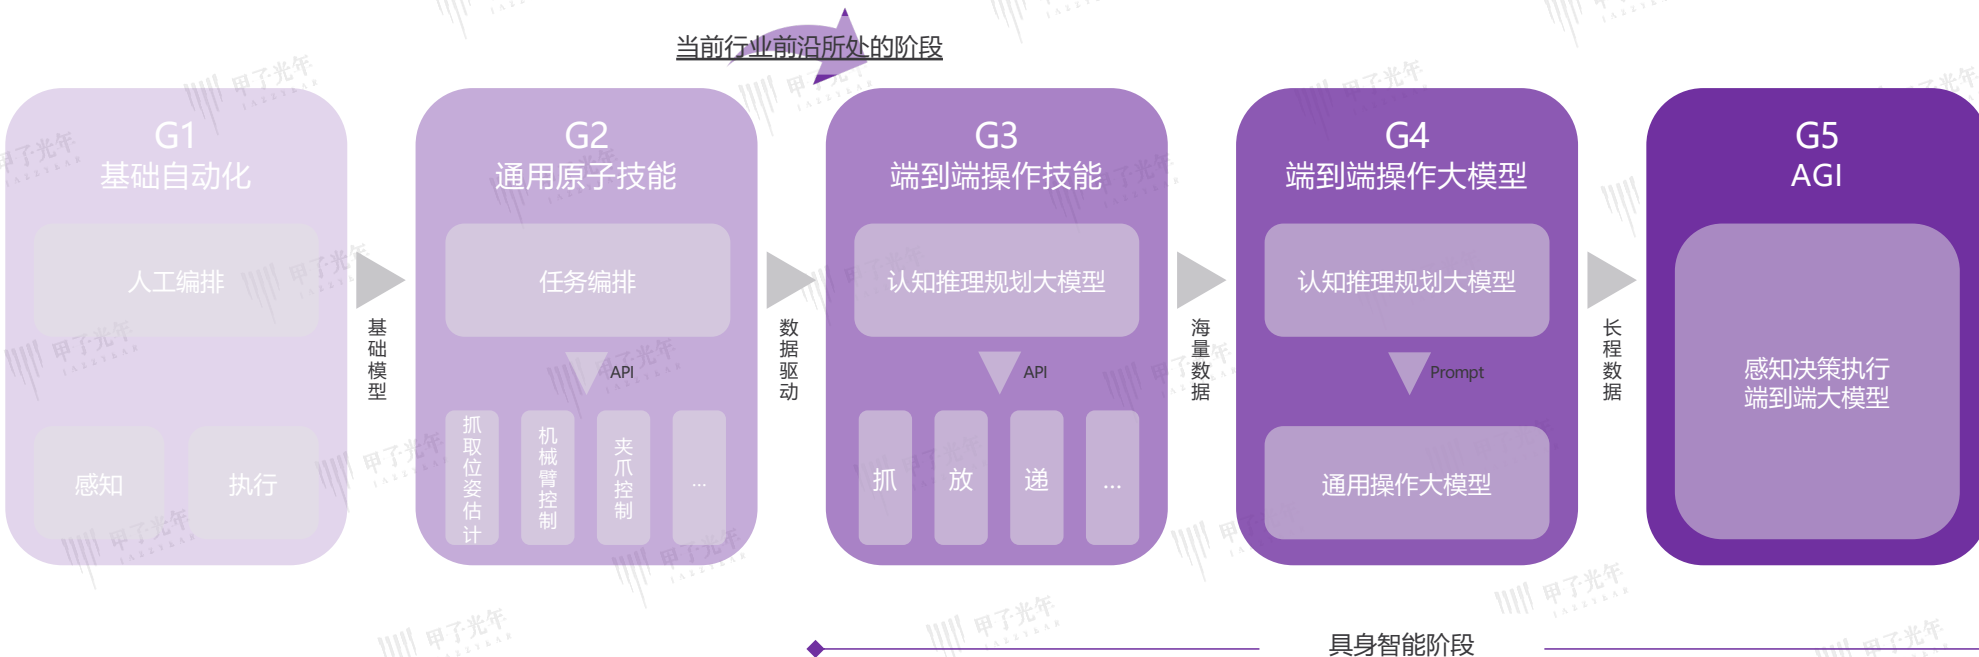 当前行业前沿所处的阶段
G1
基础自动化
人工编排
感知
执行
基础模型
G2
通用原子技能
任务编排
API
抓取位姿估计
机械臂控制
夹爪控制
...
数据驱动
G3
端到端操作技能
认知推理规划大模型
API
抓
放
递
...
海量数据
G4
端到端操作大模型
认知推理规划大模型
Prompt
通用操作大模型
长程数据
G5
AGI
感知决策执行
端到端大模型
具身智能阶段
甲子光年
JAZZYEAR